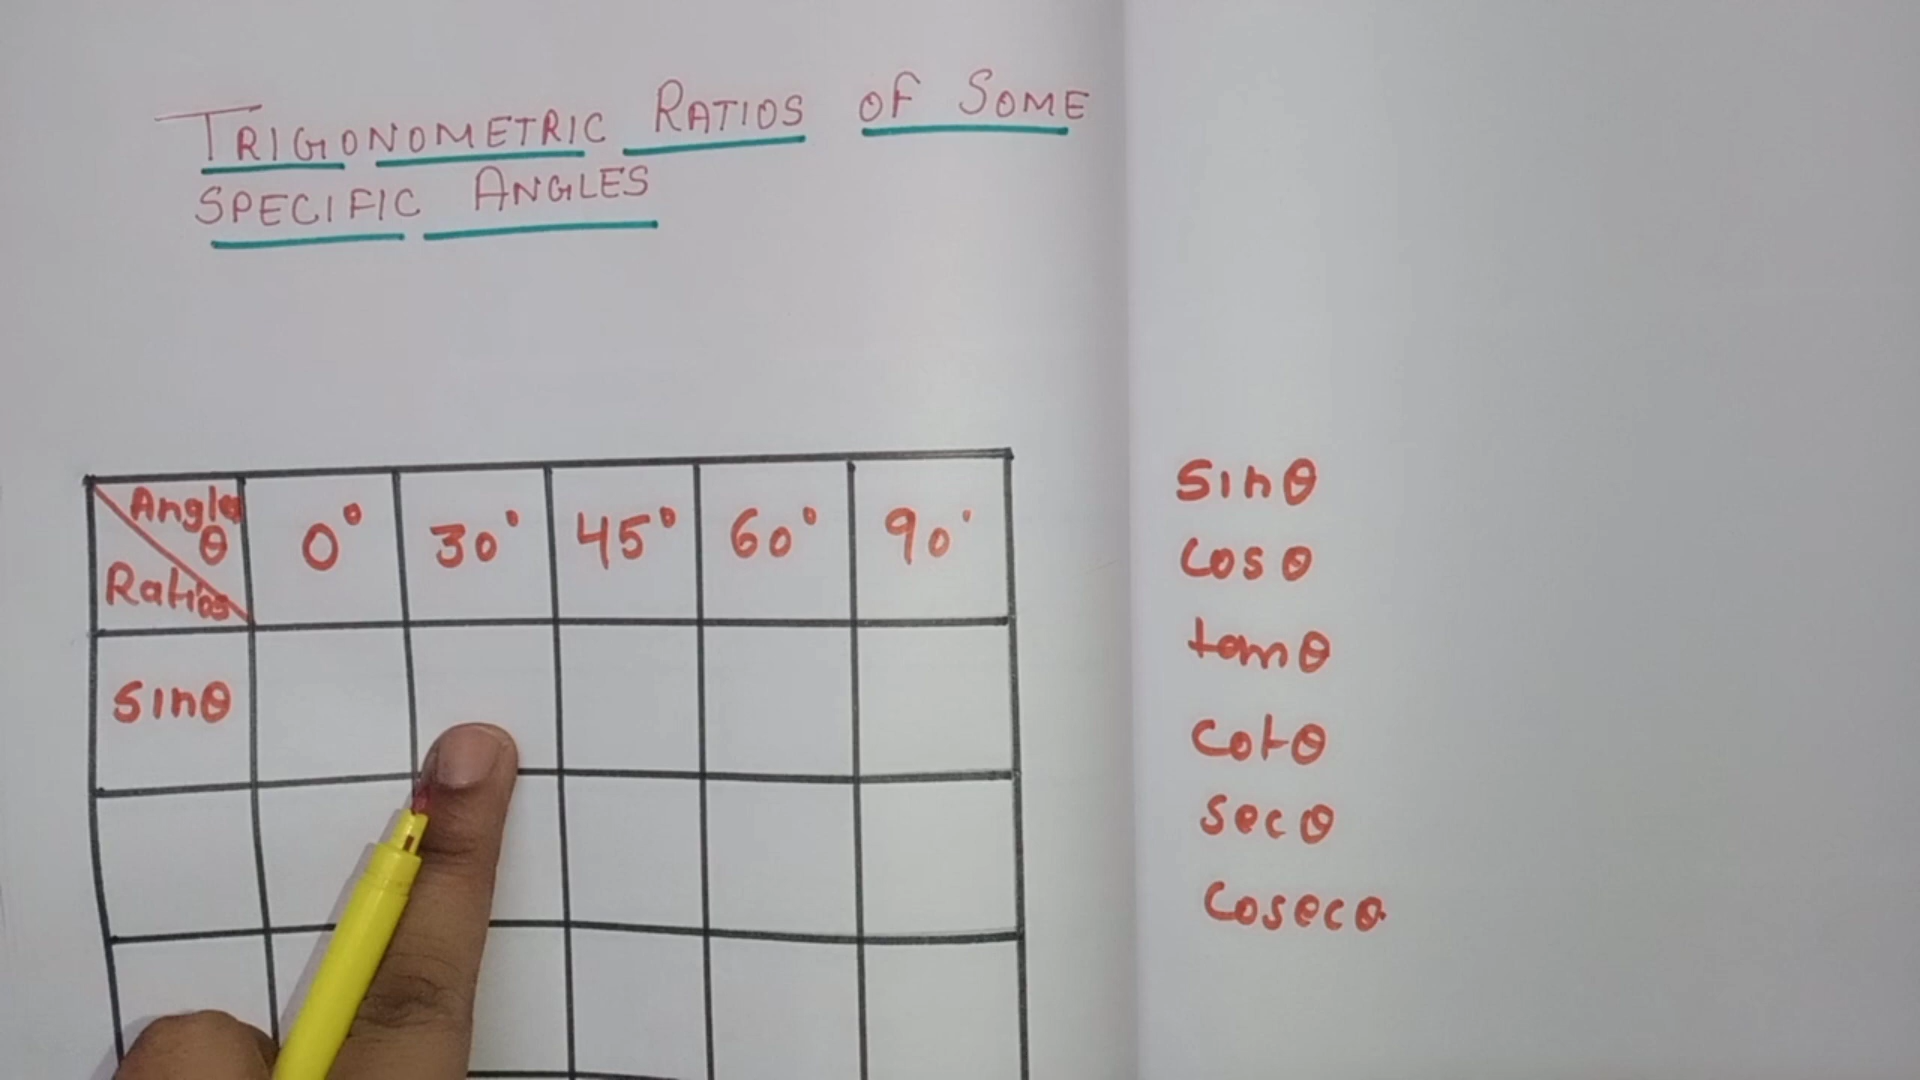 TRIGONOMETRIC RATIOS OF SOME
SPECIFIC ANGLES
Angle θ
Ratios
0° 30° 45° 60° 90°
sinθ
sinθ
cosθ
tanθ
cotθ
secθ
cosecθ